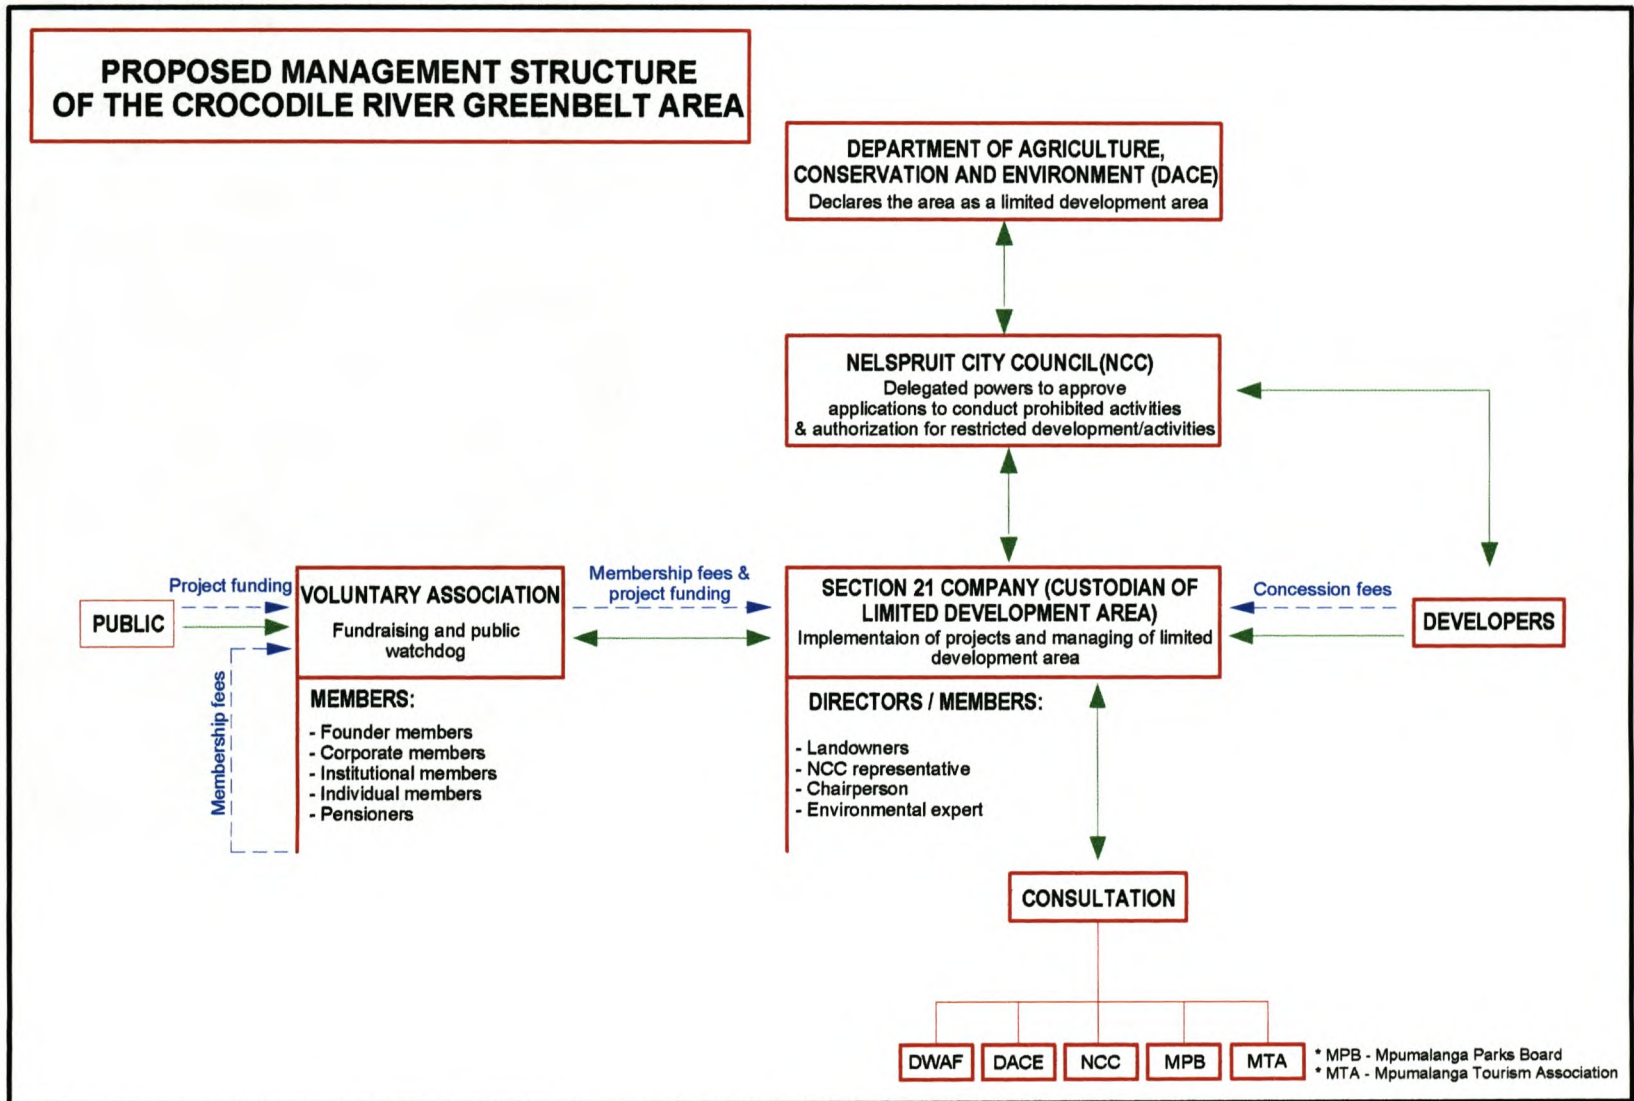 PROPOSED MANAGEMENT STRUCTURE
OF THE CROCODILE RIVER GREENBELT AREA
DEPARTMENT OF AGRICULTURE,
CONSERVATION AND ENVIRONMENT (DACE)
Declares the area as a limited development area
NELSPRUIT CITY COUNCIL(NCC)
Delegated powers to approve
applications to conduct prohibited activities
& authorization for restricted development/activities
PUBLIC
Project funding
Membership fees
VOLUNTARY ASSOCIATION
Fundraising and public
watchdog
MEMBERS:
- Founder members
- Corporate members
- Institutional members
- Individual members
- Pensioners
Membership fees &
project funding
SECTION 21 COMPANY (CUSTODIAN OF
LIMITED DEVELOPMENT AREA)
Implementaion of projects and managing of limited
development area
DIRECTORS / MEMBERS:
- Landowners
- NCC representative
- Chairperson
- Environmental expert
Concession fees
DEVELOPERS
CONSULTATION
DWAF
DACE
NCC
MPB
MTA
* MPB - Mpumalanga Parks Board
* MTA - Mpumalanga Tourism Association